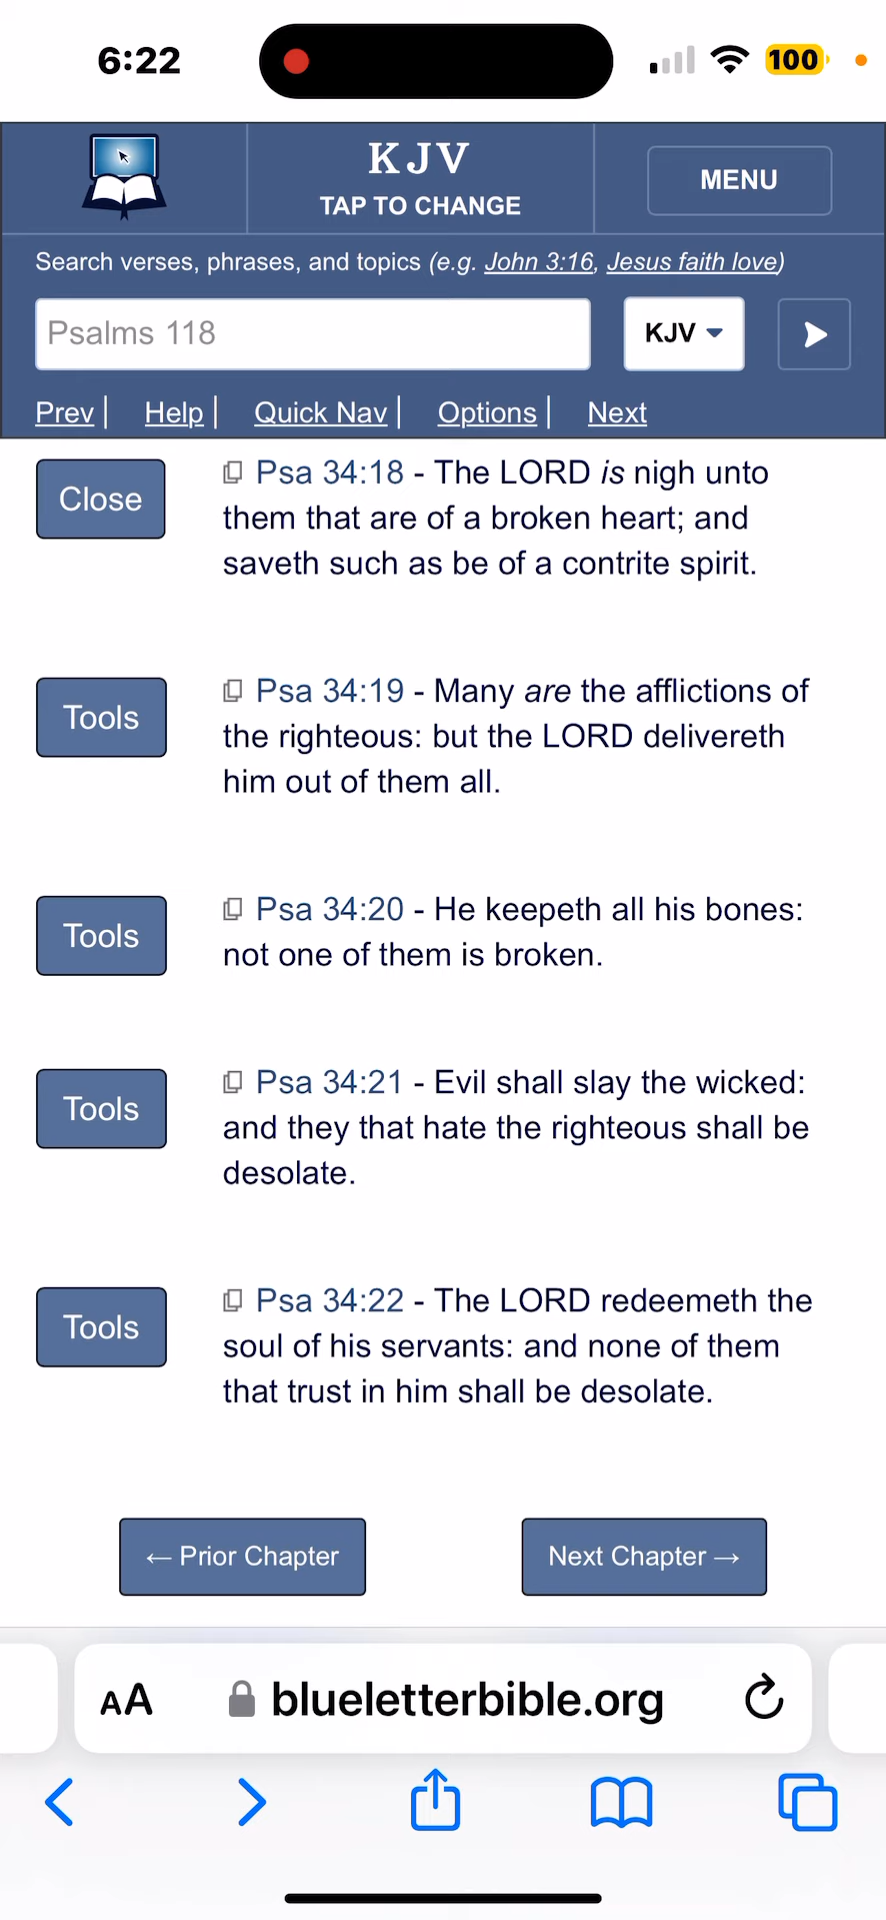 6:22
100
KJV
TAP TO CHANGE
MENU
Search verses, phrases, and topics (e.g. John 3:16, Jesus faith love)
Psalms 118
KJV
Prev | Help | Quick Nav | Options | Next
Close
Psa 34:18 - The LORD is nigh unto
them that are of a broken heart; and
saveth such as be of a contrite spirit.
Tools
Psa 34:19 - Many are the afflictions of
the righteous: but the LORD delivereth
him out of them all.
Tools
Psa 34:20 - He keepeth all his bones:
not one of them is broken.
Tools
Psa 34:21 - Evil shall slay the wicked:
and they that hate the righteous shall be
desolate.
Tools
Psa 34:22 - The LORD redeemeth the
soul of his servants: and none of them
that trust in him shall be desolate.
← Prior Chapter
Next Chapter →
AA
blueletterbible.org